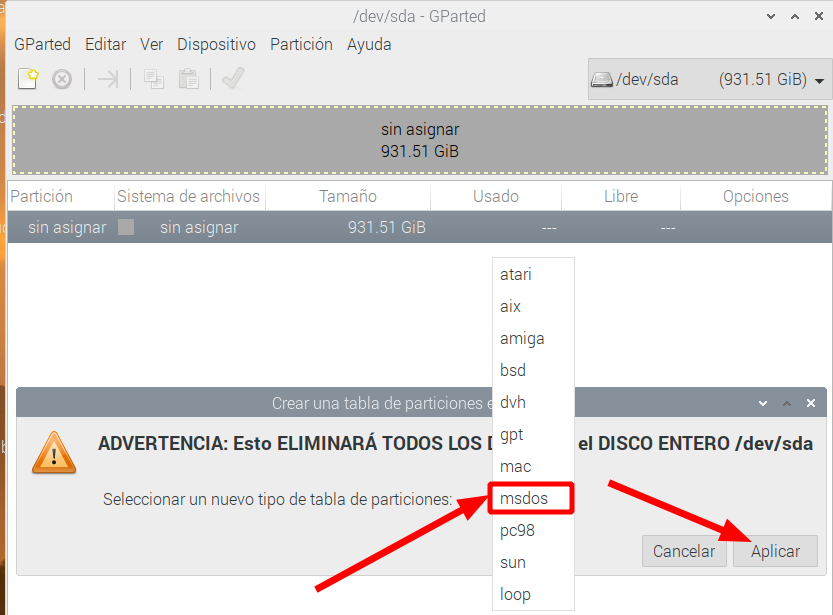 /dev/sda - GParted
GParted Editar Ver Dispositivo Partición Ayuda
/dev/sda (931.51 GiB)
sin asignar
931.51 GiB
Partición Sistema de archivos Tamaño Usado Libre Opciones
sin asignar sin asignar 931.51 GiB --- ---
atari
aix
amiga
bsd
dvh
gpt
mac
msdos
pc98
sun
loop
Crear una tabla de particiones e
ADVERTENCIA: Esto ELIMINARÁ TODOS LOS el DISCO ENTERO /dev/sda
Seleccionar un nuevo tipo de tabla de particiones:
Cancelar Aplicar